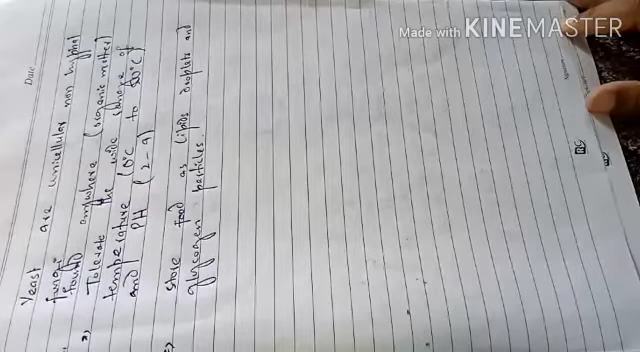 Made with KINEMASTER
Date
Yeast are unicellular non hyphal
fungi
found anywhere (organic matter)
2) Tolerate the wide range of
temperature (0°C to 50°C)
and PH (2-9)
store food as lipids droplets and
glycogen particles.